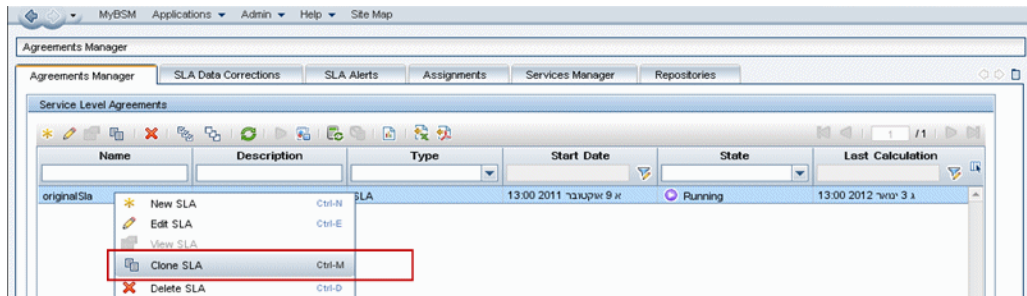 MyBSM Applications Admin Help Site Map
Agreements Manager
Agreements Manager SLA Data Corrections SLA Alerts Assignments Services Manager Repositories
Service Level Agreements
1 /1
Name Description Type Start Date State Last Calculation
originalSla SLA א 9 אוקטובר 2011 13:00 Running ג 3 ינואר 2012 13:00
New SLA Ctrl-N
Edit SLA Ctrl-E
View SLA
Clone SLA Ctrl-M
Delete SLA Ctrl-D